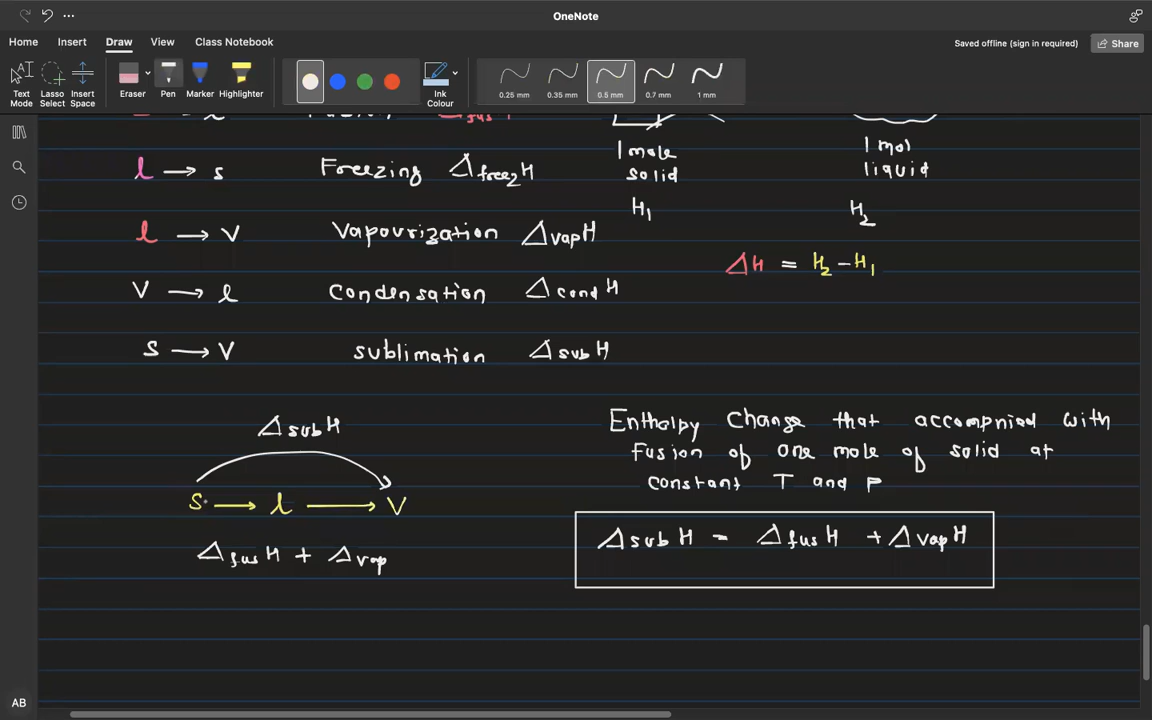 OneNote
Home Insert Draw View Class Notebook
Saved offline (sign in required)
Share
Text Mode
Lasso Select
Insert Space
Eraser
Pen
Marker
Highlighter
Ink Colour
0.25 mm
0.35 mm
0.5 mm
0.7 mm
1 mm
l → s Freezing ΔfreezH
l → V Vapourization ΔvapH
V → l Condensation ΔcondH
S → V sublimation ΔsubH
1 mole
solid
H₁
1 mol
liquid
H₂
ΔH = H₂ – H₁
ΔsubH
S → l → V
ΔfusH + Δvap
Enthalpy Change that accompnied with
Fusion of one mole of solid at
constant T and P
ΔsubH = ΔfusH + ΔvapH
AB